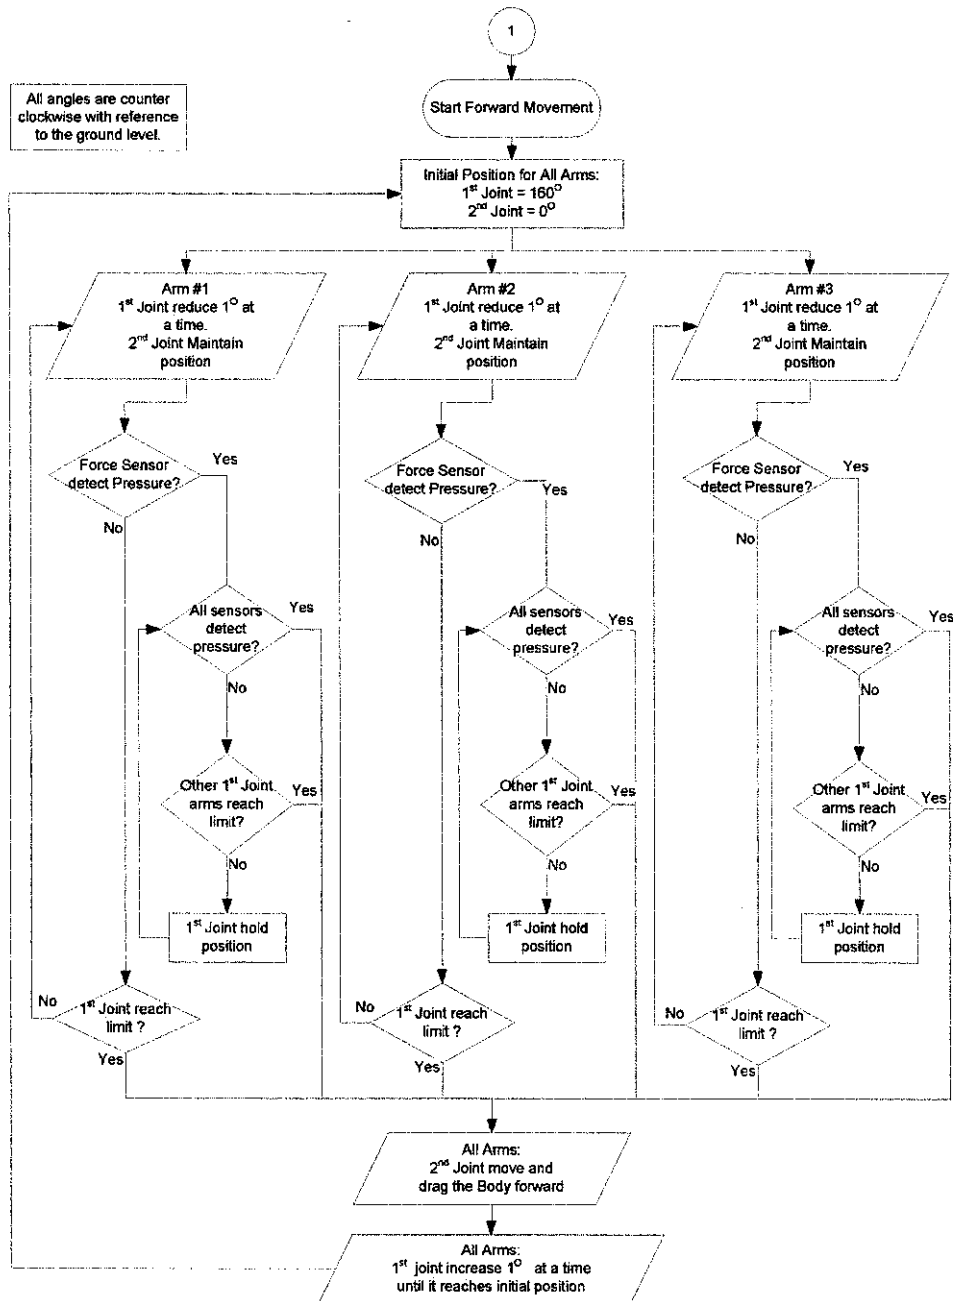 1
Start Forward Movement
All angles are counter
clockwise with reference
to the ground level.
Initial Position for All Arms:
1st Joint = 160O
2nd Joint = 0O
Arm #1
1st Joint reduce 1O at
a time.
2nd Joint Maintain
position
Arm #2
1st Joint reduce 1O at
a time.
2nd Joint Maintain
position
Arm #3
1st Joint reduce 1O at
a time.
2nd Joint Maintain
position
Force Sensor
detect Pressure?
Yes
No
All sensors
detect
pressure?
Yes
No
Other 1st Joint
arms reach
limit?
Yes
No
1st Joint hold
position
1st Joint reach
limit ?
No
Yes
Force Sensor
detect Pressure?
Yes
No
All sensors
detect
pressure?
Yes
No
Other 1st Joint
arms reach
limit?
Yes
No
1st Joint hold
position
1st Joint reach
limit ?
No
Yes
Force Sensor
detect Pressure?
Yes
No
All sensors
detect
pressure?
Yes
No
Other 1st Joint
arms reach
limit?
Yes
No
1st Joint hold
position
1st Joint reach
limit ?
No
Yes
All Arms:
2nd Joint move and
drag the Body forward
All Arms:
1st joint increase 1O at a time
until it reaches initial position